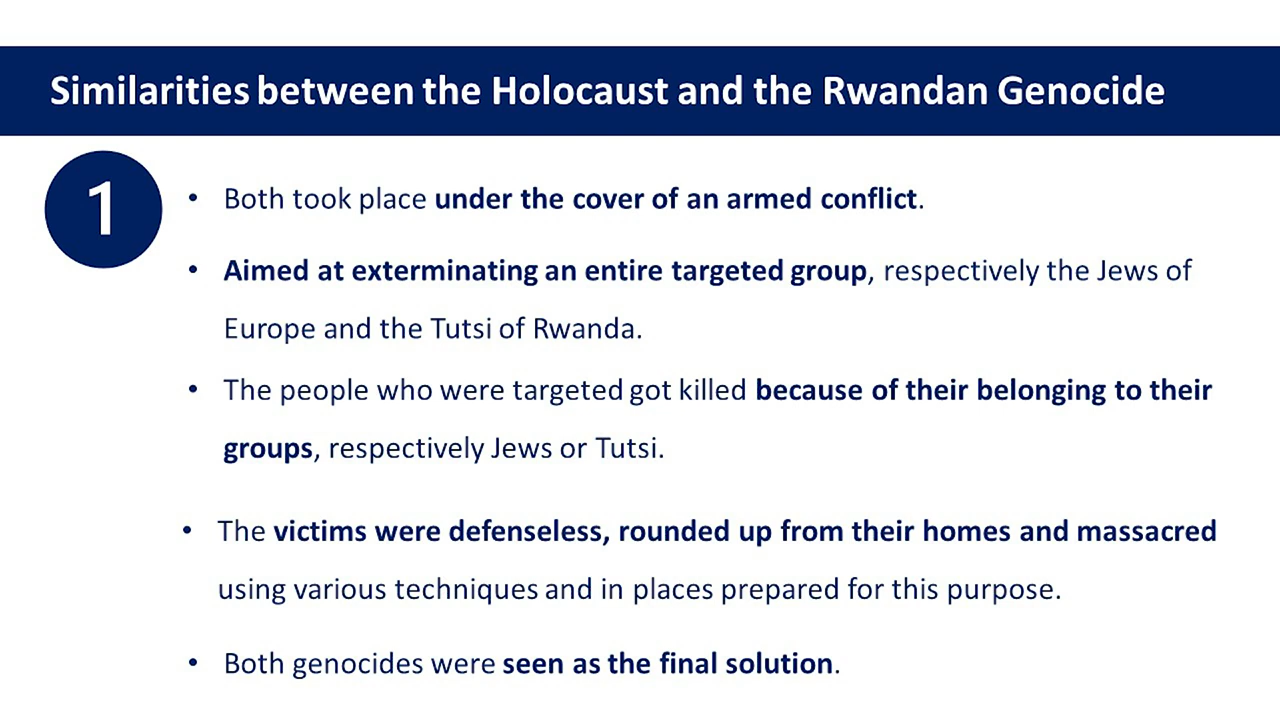 Similarities between the Holocaust and the Rwandan Genocide
1
• Both took place under the cover of an armed conflict.
• Aimed at exterminating an entire targeted group, respectively the Jews of
Europe and the Tutsi of Rwanda.
• The people who were targeted got killed because of their belonging to their
groups, respectively Jews or Tutsi.
• The victims were defenseless, rounded up from their homes and massacred
using various techniques and in places prepared for this purpose.
• Both genocides were seen as the final solution.